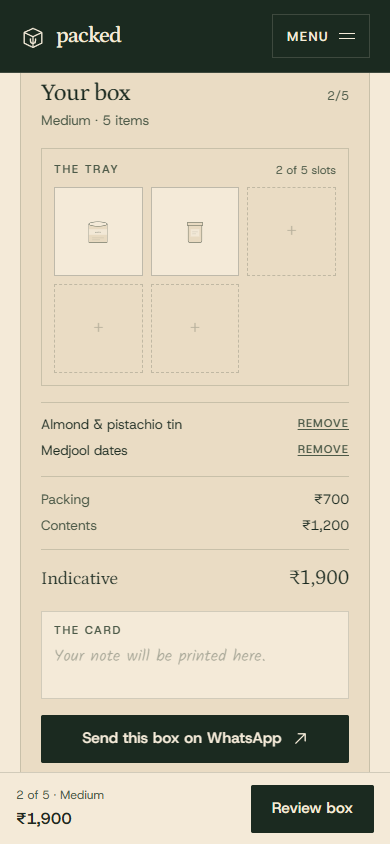 packed
MENU
Your box
2/5
Medium · 5 items
THE TRAY
2 of 5 slots
+
+
+
Almond & pistachio tin
REMOVE
Medjool dates
REMOVE
Packing
₹700
Contents
₹1,200
Indicative
₹1,900
THE CARD
Your note will be printed here.
Send this box on WhatsApp
2 of 5 · Medium
₹1,900
Review box